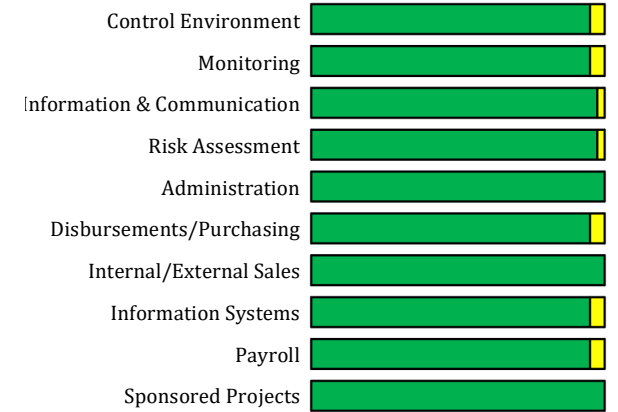 Control Environment
Monitoring
Information & Communication
Risk Assessment
Administration
Disbursements/Purchasing
Internal/External Sales
Information Systems
Payroll
Sponsored Projects